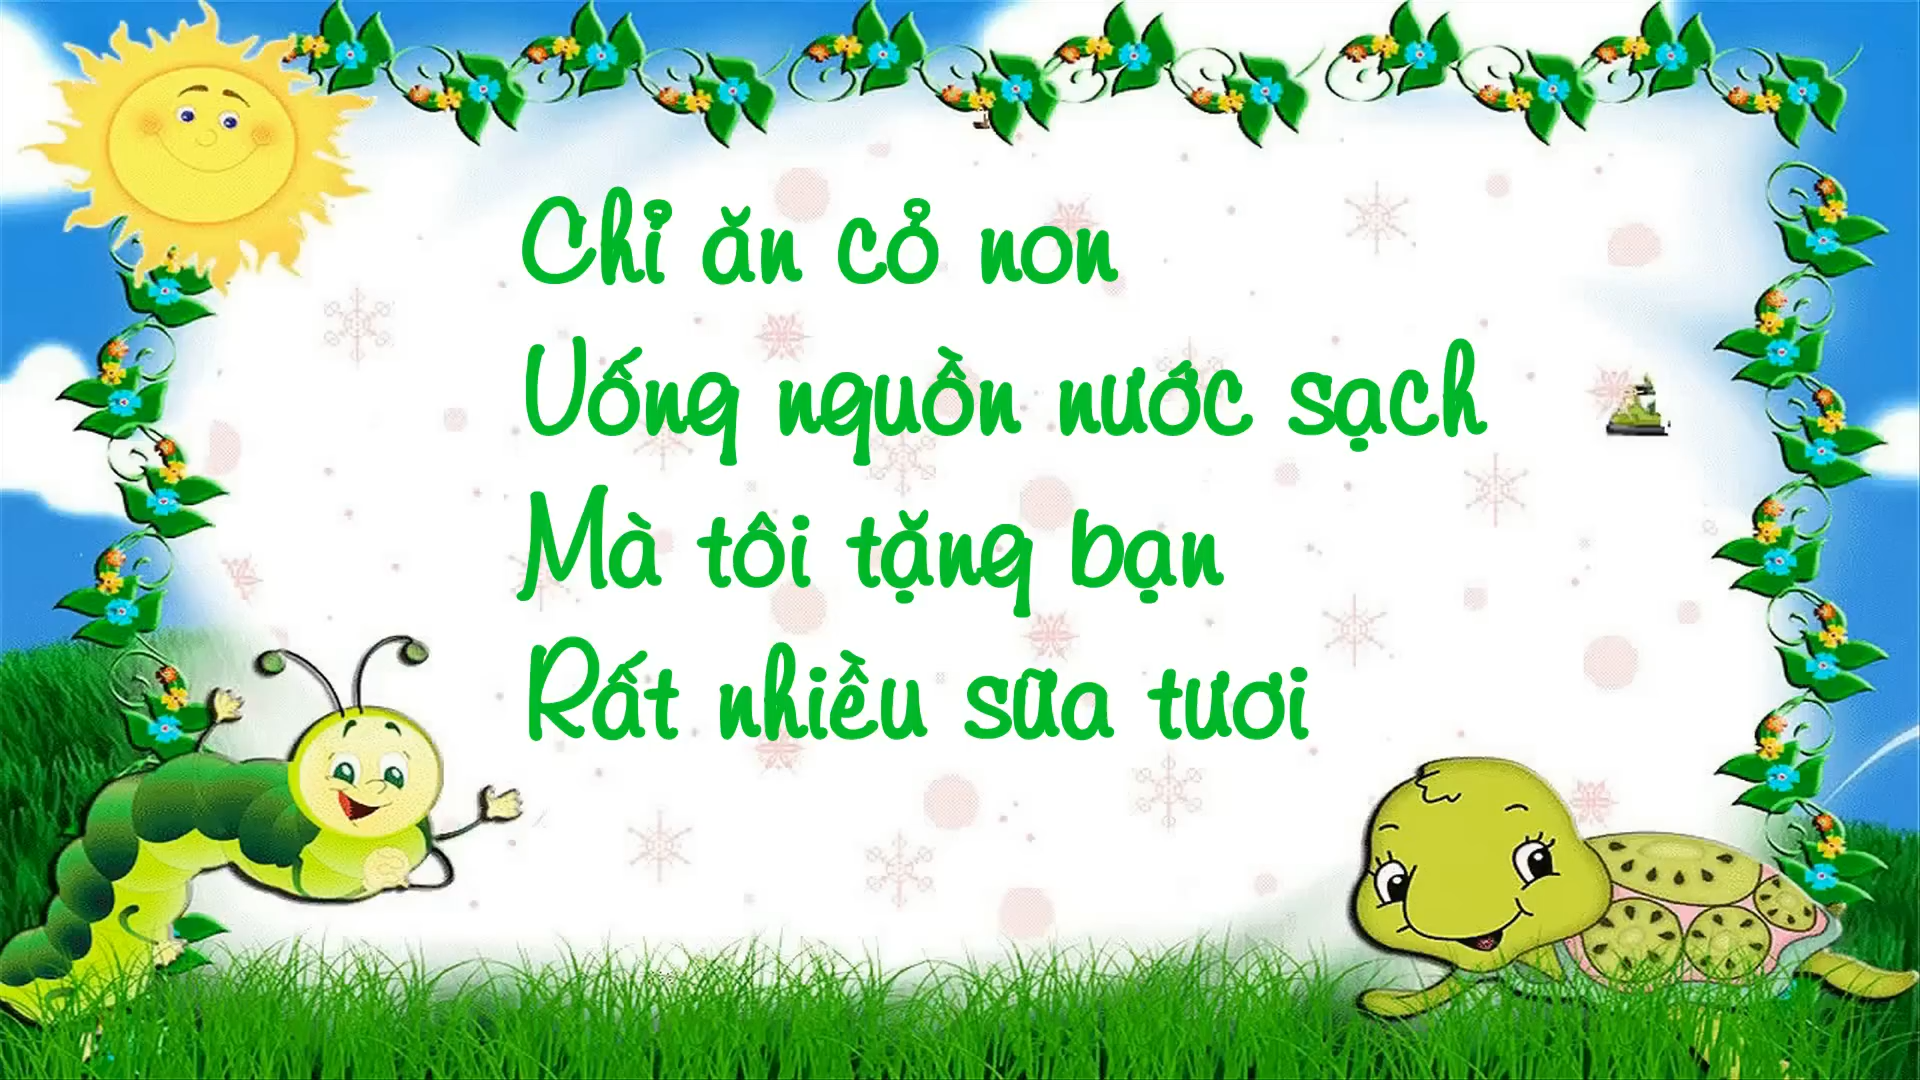 Chỉ ăn cỏ non
Uống nguồn nước sạch
Mà tôi tặng bạn
Rất nhiều sữa tươi